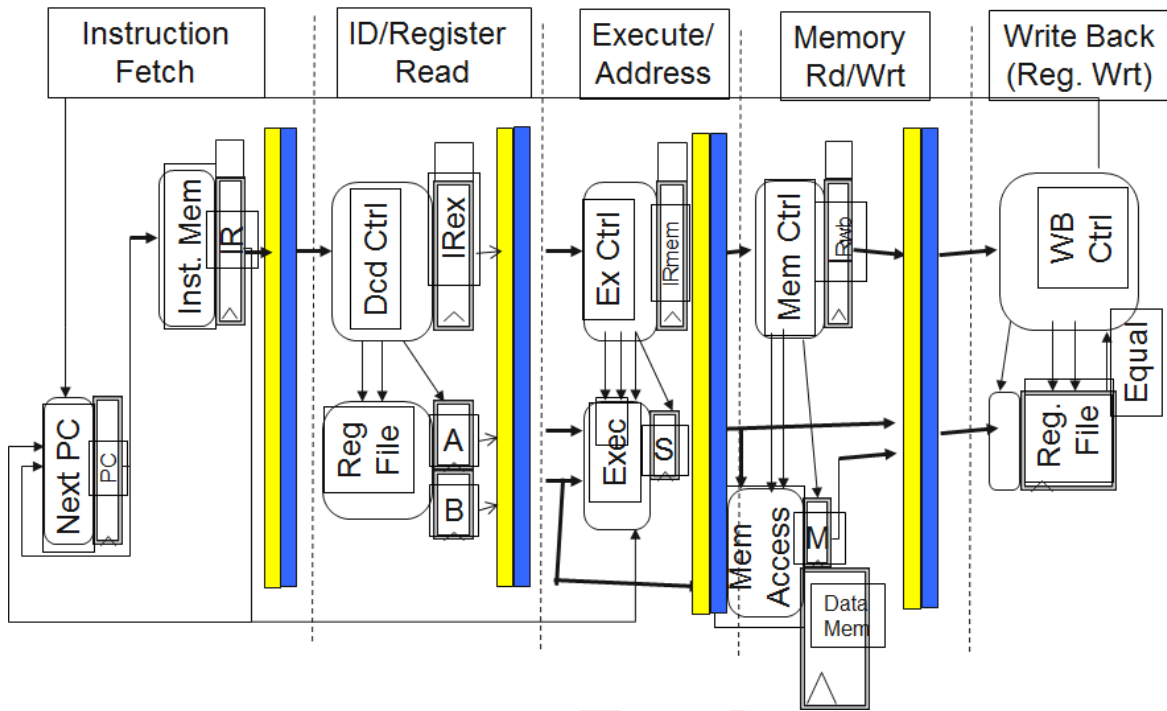 Instruction
Fetch
ID/Register
Read
Execute/
Address
Memory
Rd/Wrt
Write Back
(Reg. Wrt)
Inst. Mem
IR
Dcd Ctrl
IRex
Ex Ctrl
IRmem
Mem Ctrl
IRwb
WB
Ctrl
Equal
Next PC
PC
Reg
File
A
B
Exec
S
Mem
Access
M
Data
Mem
Reg.
File